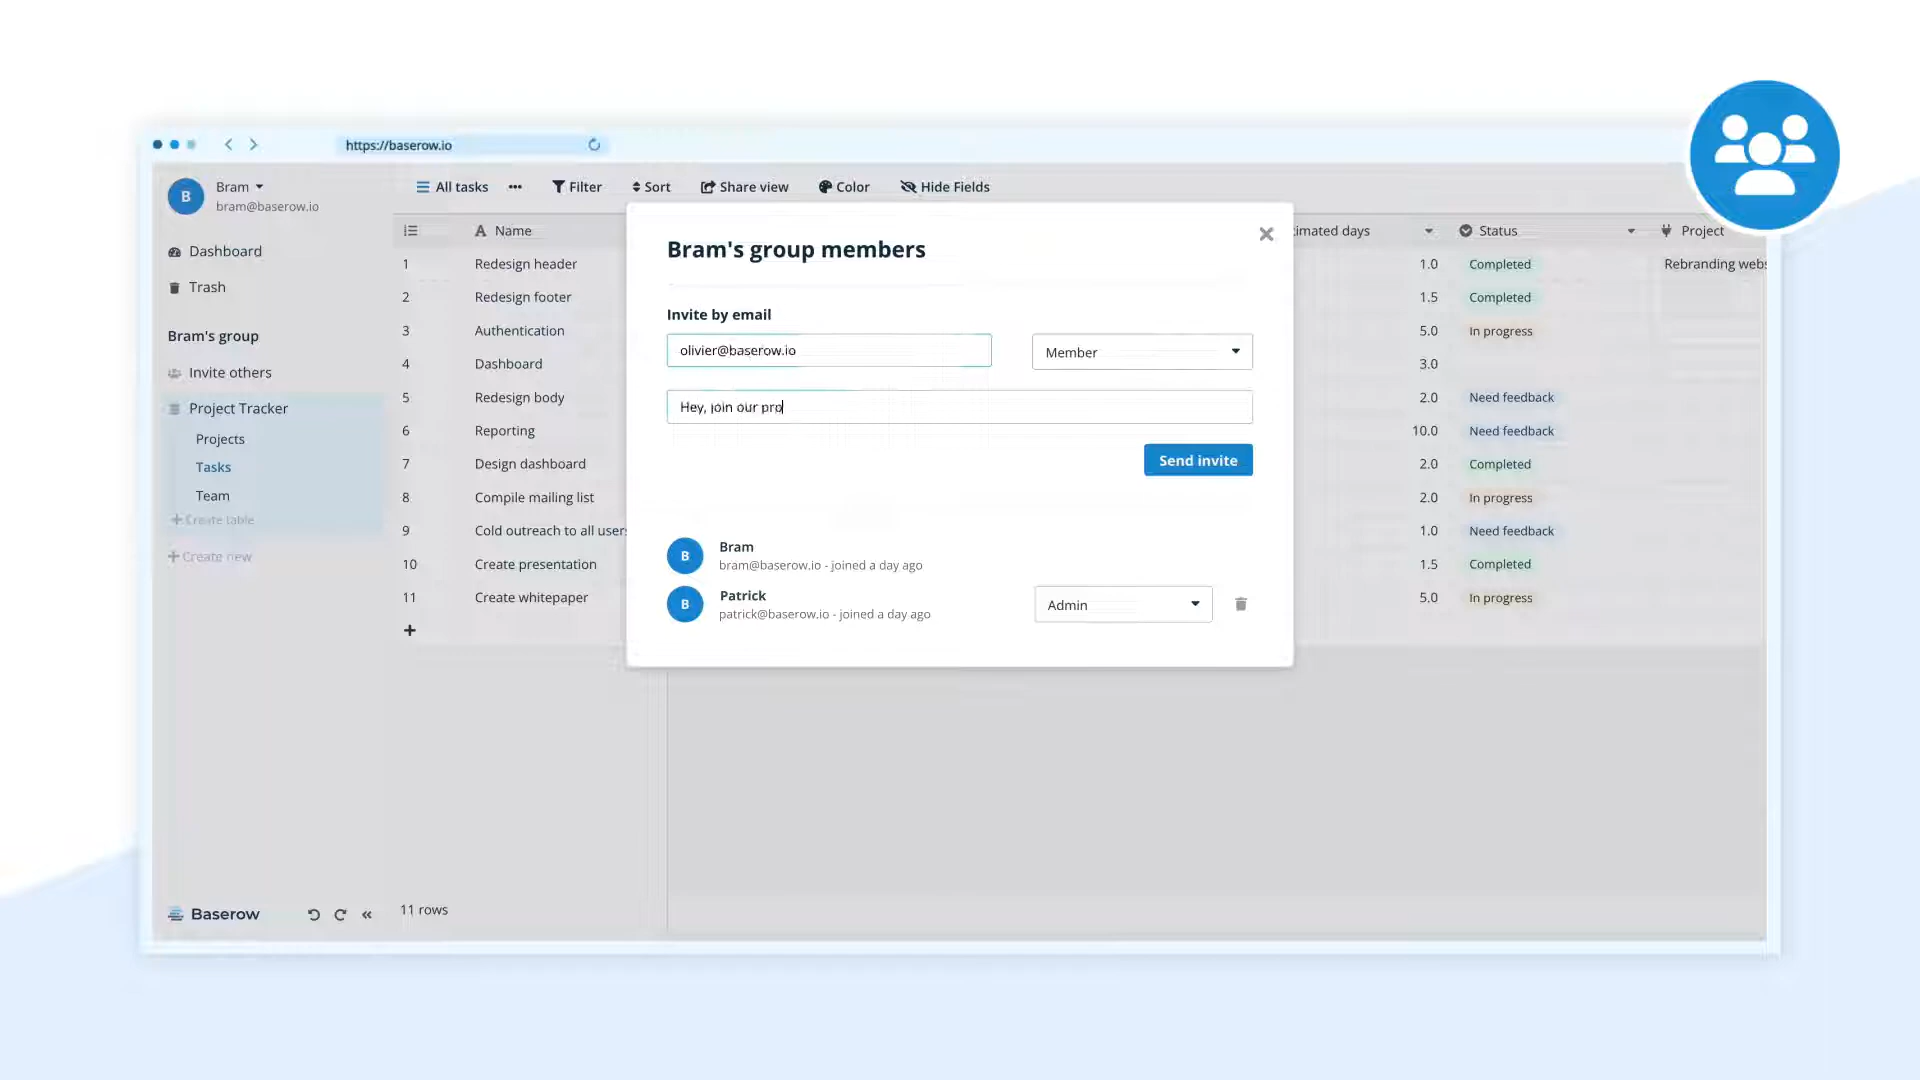 https://baserow.io
B
Bram
bram@baserow.io
Dashboard
Trash
Bram's group
Invite others
Project Tracker
Projects
Tasks
Team
Create table
Create new
Baserow
All tasks
Filter
Sort
Share view
Color
Hide Fields
Name
imated days
Status
Project
1 Redesign header 1.0 Completed Rebranding webs
2 Redesign footer 1.5 Completed
3 Authentication 5.0 In progress
4 Dashboard 3.0
5 Redesign body 2.0 Need feedback
6 Reporting 10.0 Need feedback
7 Design dashboard 2.0 Completed
8 Compile mailing list 2.0 In progress
9 Cold outreach to all users 1.0 Need feedback
10 Create presentation 1.5 Completed
11 Create whitepaper 5.0 In progress
11 rows
Bram's group members
Invite by email
olivier@baserow.io
Member
Hey, join our pro
Send invite
B
Bram
bram@baserow.io - joined a day ago
B
Patrick
patrick@baserow.io - joined a day ago
Admin